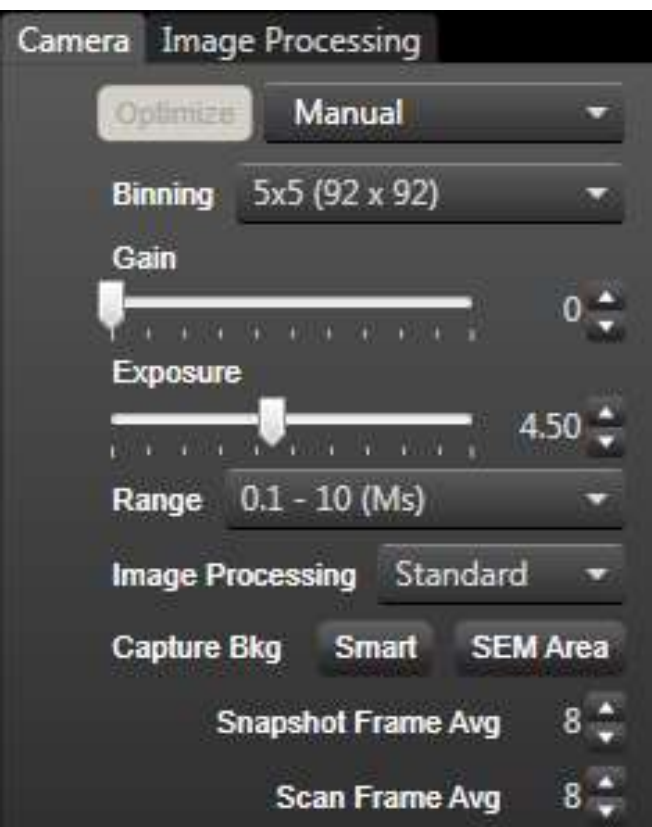 Camera Image Processing
Optimize Manual
Binning 5x5 (92 x 92)
Gain
0
Exposure
4.50
Range 0.1 - 10 (Ms)
Image Processing Standard
Capture Bkg Smart SEM Area
Snapshot Frame Avg 8
Scan Frame Avg 8